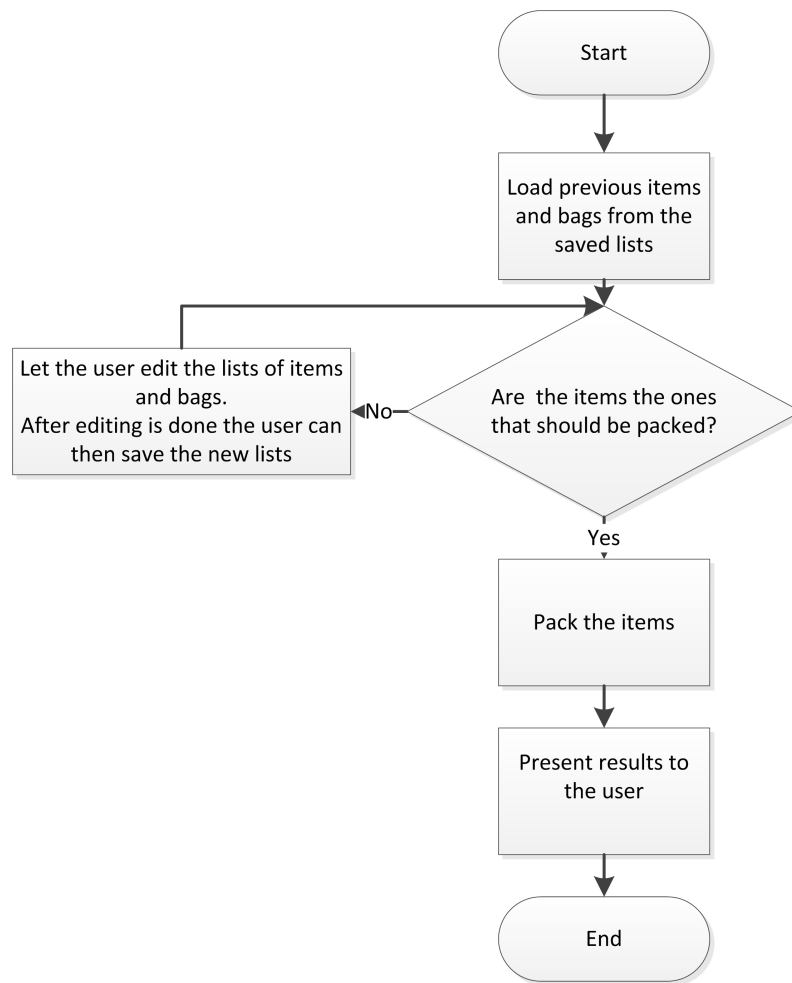 Start
Load previous items
and bags from the
saved lists
Let the user edit the lists of items
and bags.
After editing is done the user can
then save the new lists
No
Are  the items the ones
that should be packed?
Yes
Pack the items
Present results to
the user
End